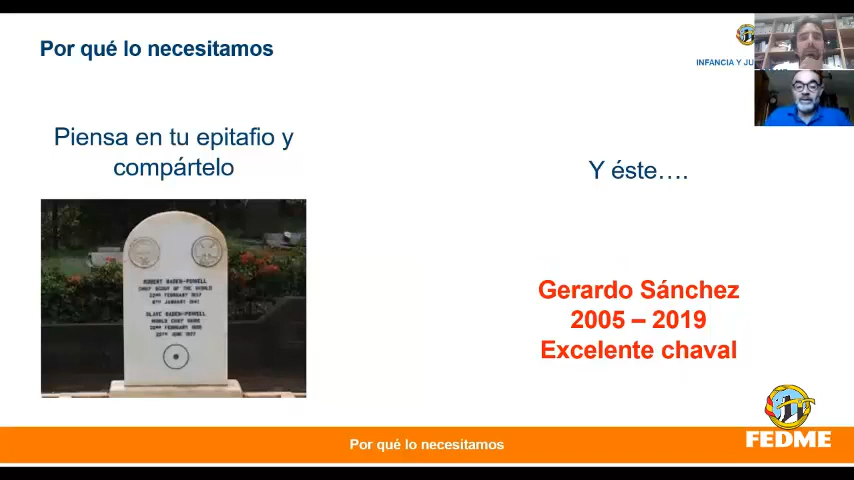 Por qué lo necesitamos
INFANCIA Y JU
Piensa en tu epitafio y
compártelo
Y éste….
ROBERT BADEN-POWELL
CHIEF SCOUT OF THE WORLD
22ND FEBRUARY 1857
8TH JANUARY 1941
OLAVE BADEN-POWELL
WORLD CHIEF GUIDE
22ND FEBRUARY 1889
25TH JUNE 1977
Gerardo Sánchez
2005 – 2019
Excelente chaval
Por qué lo necesitamos
FEDME